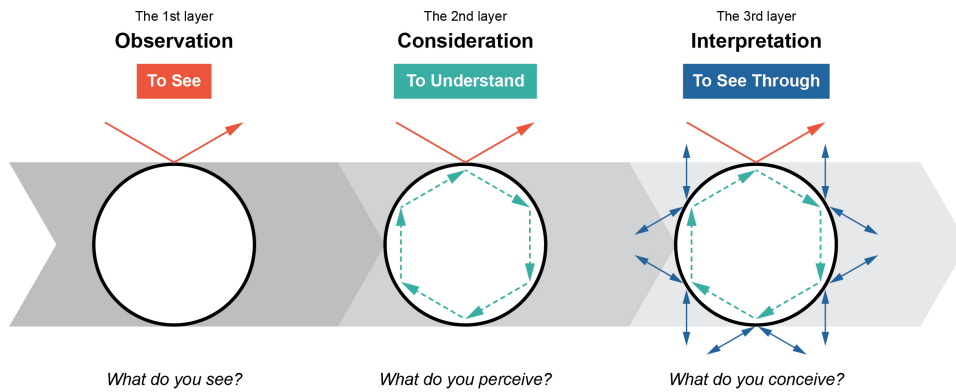 The 1st layer
Observation
To See
What do you see?
The 2nd layer
Consideration
To Understand
What do you perceive?
The 3rd layer
Interpretation
To See Through
What do you conceive?